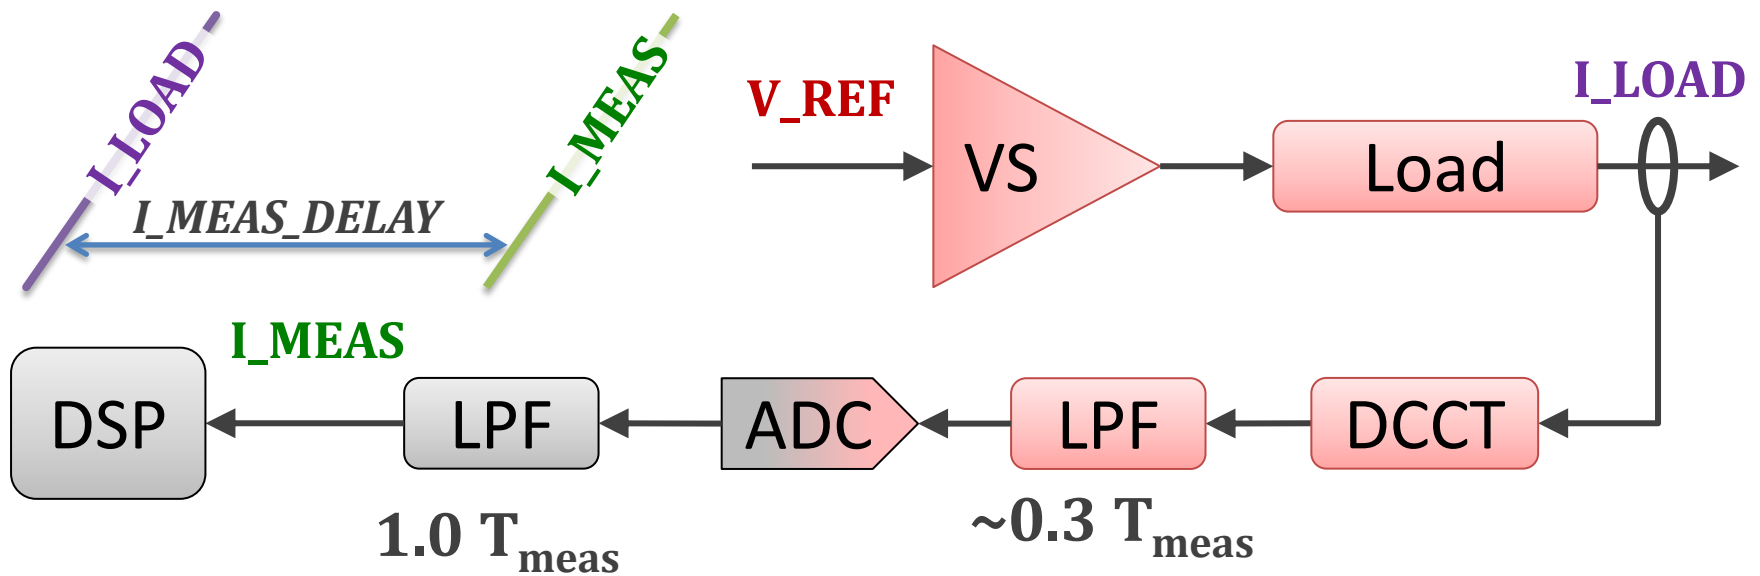 I_LOAD
I_MEAS
I_MEAS_DELAY
V_REF
VS
Load
I_LOAD
I_MEAS
DSP
LPF
ADC
LPF
DCCT
1.0 Tmeas
~0.3 Tmeas